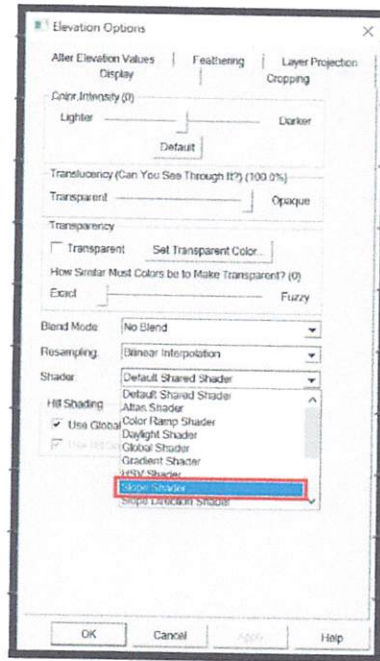 Elevation Options
Alter Elevation Values | Feathering | Layer Projection
Display | Cropping
Color Intensity (0)
Lighter Darker
Default
Translucency (Can You See Through It?) (100.0%)
Transparent Opaque
Transparency
Transparent Set Transparent Color...
How Similar Must Colors be to Make Transparent? (0)
Exact Fuzzy
Blend Mode: No Blend
Resampling: Bilinear Interpolation
Shader: Default Shared Shader
Default Shared Shader
Hill Shading Atlas Shader
Color Ramp Shader
Use Global Daylight Shader
Global Shader
Gradient Shader
HSV Shader
Slope Shader
Slope Direction Shader
OK Cancel Apply Help